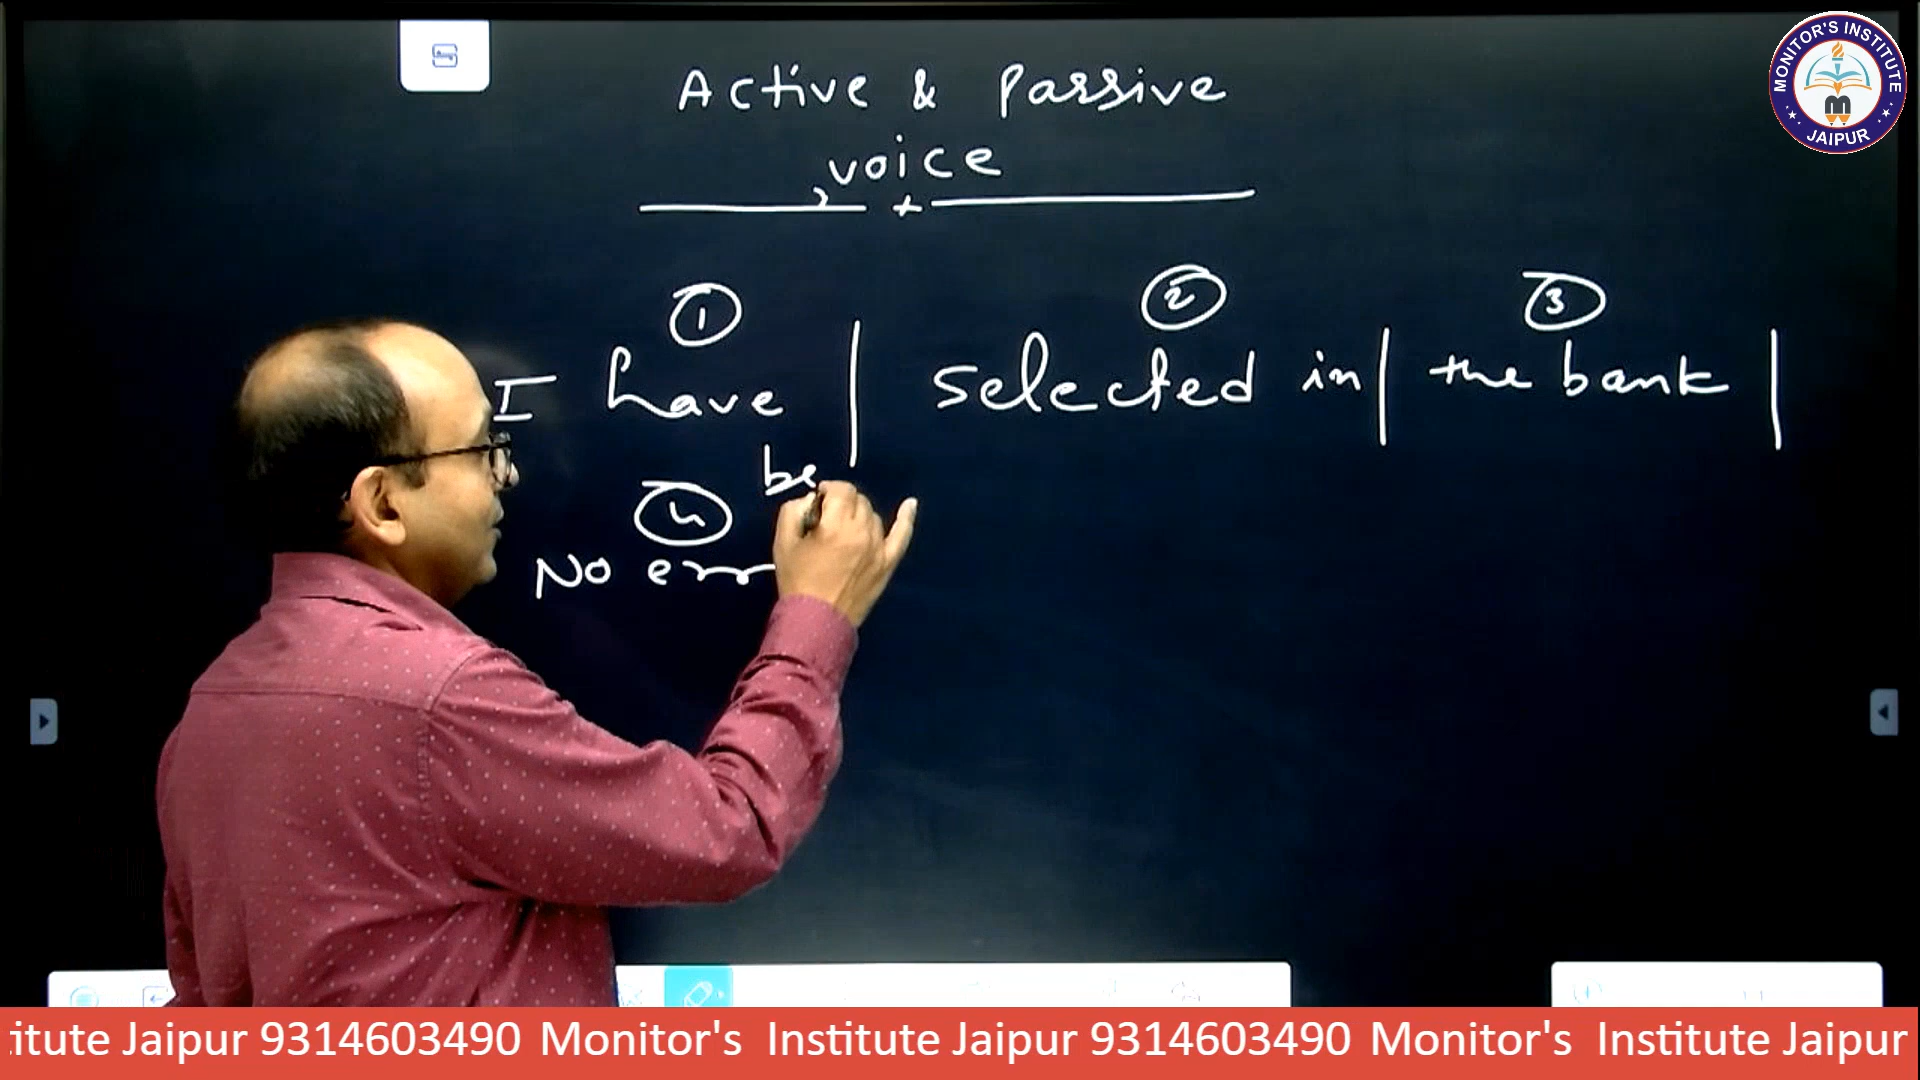 Active & Passive
voice
1 2 3
I have | selected in | the bank |
be
4
No err
MONITOR'S INSTITUTE
JAIPUR
itute Jaipur 9314603490 Monitor's Institute Jaipur 9314603490 Monitor's Institute Jaipur